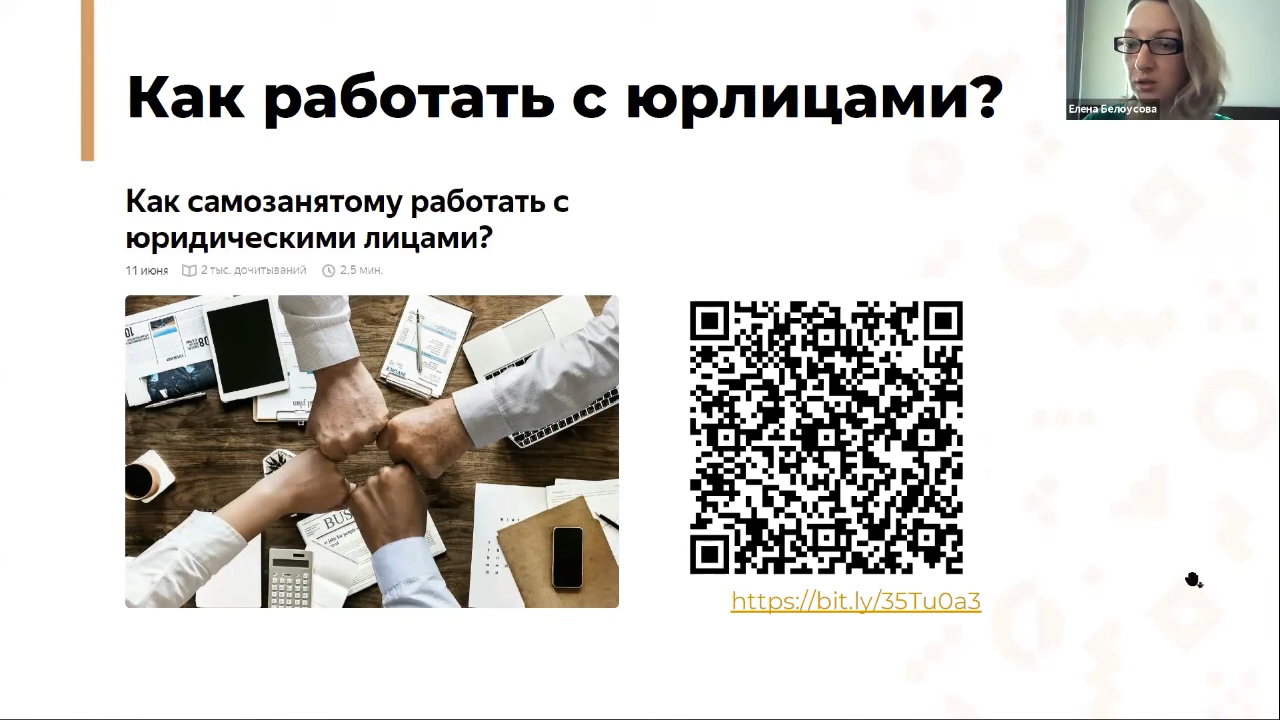 Как работать с юрлицами?
Елена Белоусова
Как самозанятому работать с
юридическими лицами?
11 июня 2 тыс. дочитываний 2,5 мин.
BUS
https://bit.ly/35Tu0a3